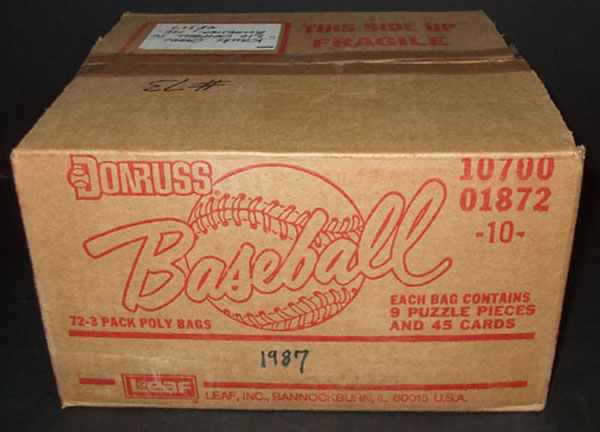 THIS SIDE UP
FRAGILE
#73
DONRUSS
Baseball
10700
01872
-10-
72-3 PACK POLY BAGS
EACH BAG CONTAINS
9 PUZZLE PIECES
AND 45 CARDS
1987
Leaf
LEAF, INC., BANNOCKBURN, IL 60015 U.S.A.